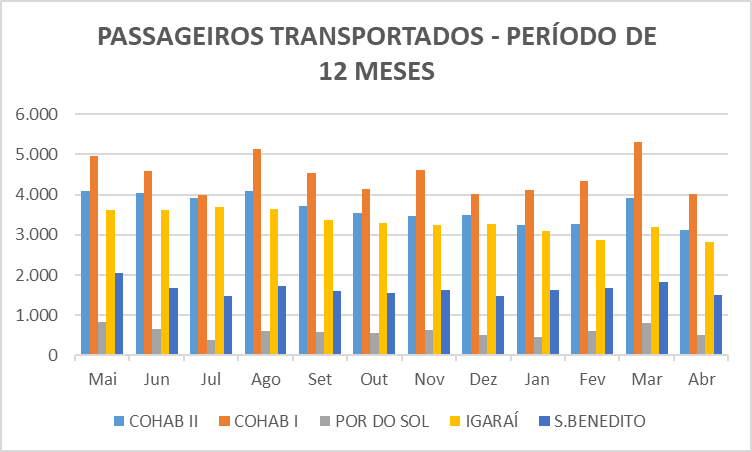 PASSAGEIROS TRANSPORTADOS - PERÍODO DE
12 MESES
6.000
5.000
4.000
3.000
2.000
1.000
0
Mai Jun Jul Ago Set Out Nov Dez Jan Fev Mar Abr
COHAB II COHAB I POR DO SOL IGARAÍ S.BENEDITO